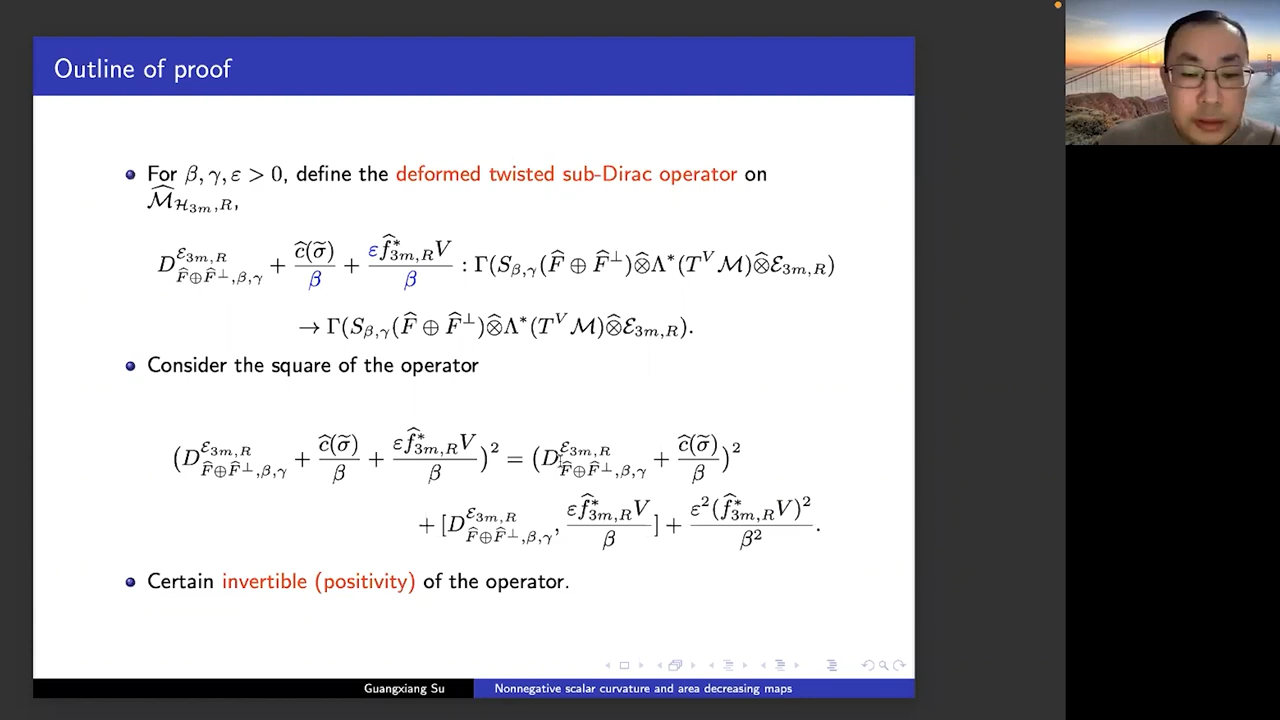 Outline of proof
For β, γ, ε > 0, define the deformed twisted sub-Dirac operator on
$\widehat{\mathcal{M}}_{\mathcal{H}_{3m},R}$,
$D^{\mathcal{E}_{3m,R}}_{\widehat{F}\oplus\widehat{F}^{\perp},\beta,\gamma} + \frac{\widehat{c}(\widetilde{\sigma})}{\beta} + \frac{\varepsilon \widehat{f}^{*}_{3m,R}V}{\beta} : \Gamma(S_{\beta,\gamma}(\widehat{F}\oplus\widehat{F}^{\perp})\widehat{\otimes}\Lambda^{*}(T^{V}\mathcal{M})\widehat{\otimes}\mathcal{E}_{3m,R})$
$\to \Gamma(S_{\beta,\gamma}(\widehat{F}\oplus\widehat{F}^{\perp})\widehat{\otimes}\Lambda^{*}(T^{V}\mathcal{M})\widehat{\otimes}\mathcal{E}_{3m,R}).$
Consider the square of the operator
$(D^{\mathcal{E}_{3m,R}}_{\widehat{F}\oplus\widehat{F}^{\perp},\beta,\gamma} + \frac{\widehat{c}(\widetilde{\sigma})}{\beta} + \frac{\varepsilon \widehat{f}^{*}_{3m,R}V}{\beta})^{2} = (D^{\mathcal{E}_{3m,R}}_{\widehat{F}\oplus\widehat{F}^{\perp},\beta,\gamma} + \frac{\widehat{c}(\widetilde{\sigma})}{\beta})^{2}$
$+ [D^{\mathcal{E}_{3m,R}}_{\widehat{F}\oplus\widehat{F}^{\perp},\beta,\gamma}, \frac{\varepsilon \widehat{f}^{*}_{3m,R}V}{\beta}] + \frac{\varepsilon^{2}(\widehat{f}^{*}_{3m,R}V)^{2}}{\beta^{2}}.$
Certain invertible (positivity) of the operator.
Guangxiang Su
Nonnegative scalar curvature and area decreasing maps